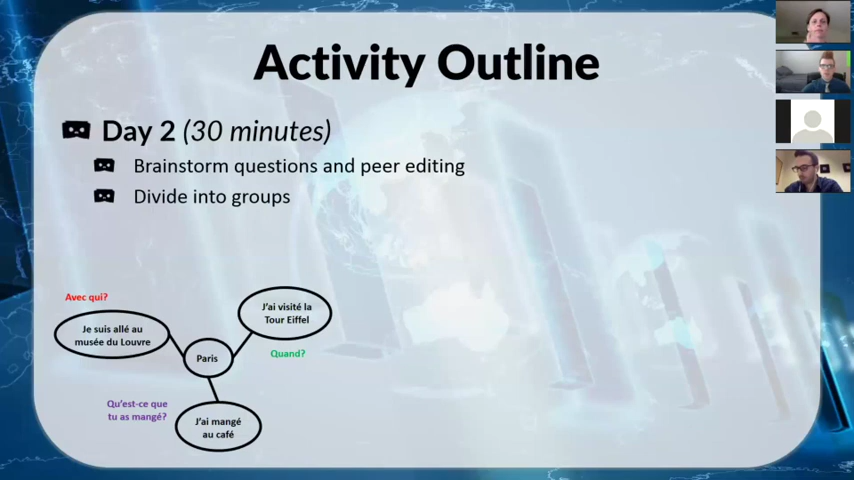 Activity Outline
Day 2 (30 minutes)
Brainstorm questions and peer editing
Divide into groups
Avec qui?
Je suis allé au
musée du Louvre
J'ai visité la
Tour Eiffel
Paris
Quand?
Qu'est-ce que
tu as mangé?
J'ai mangé
au café